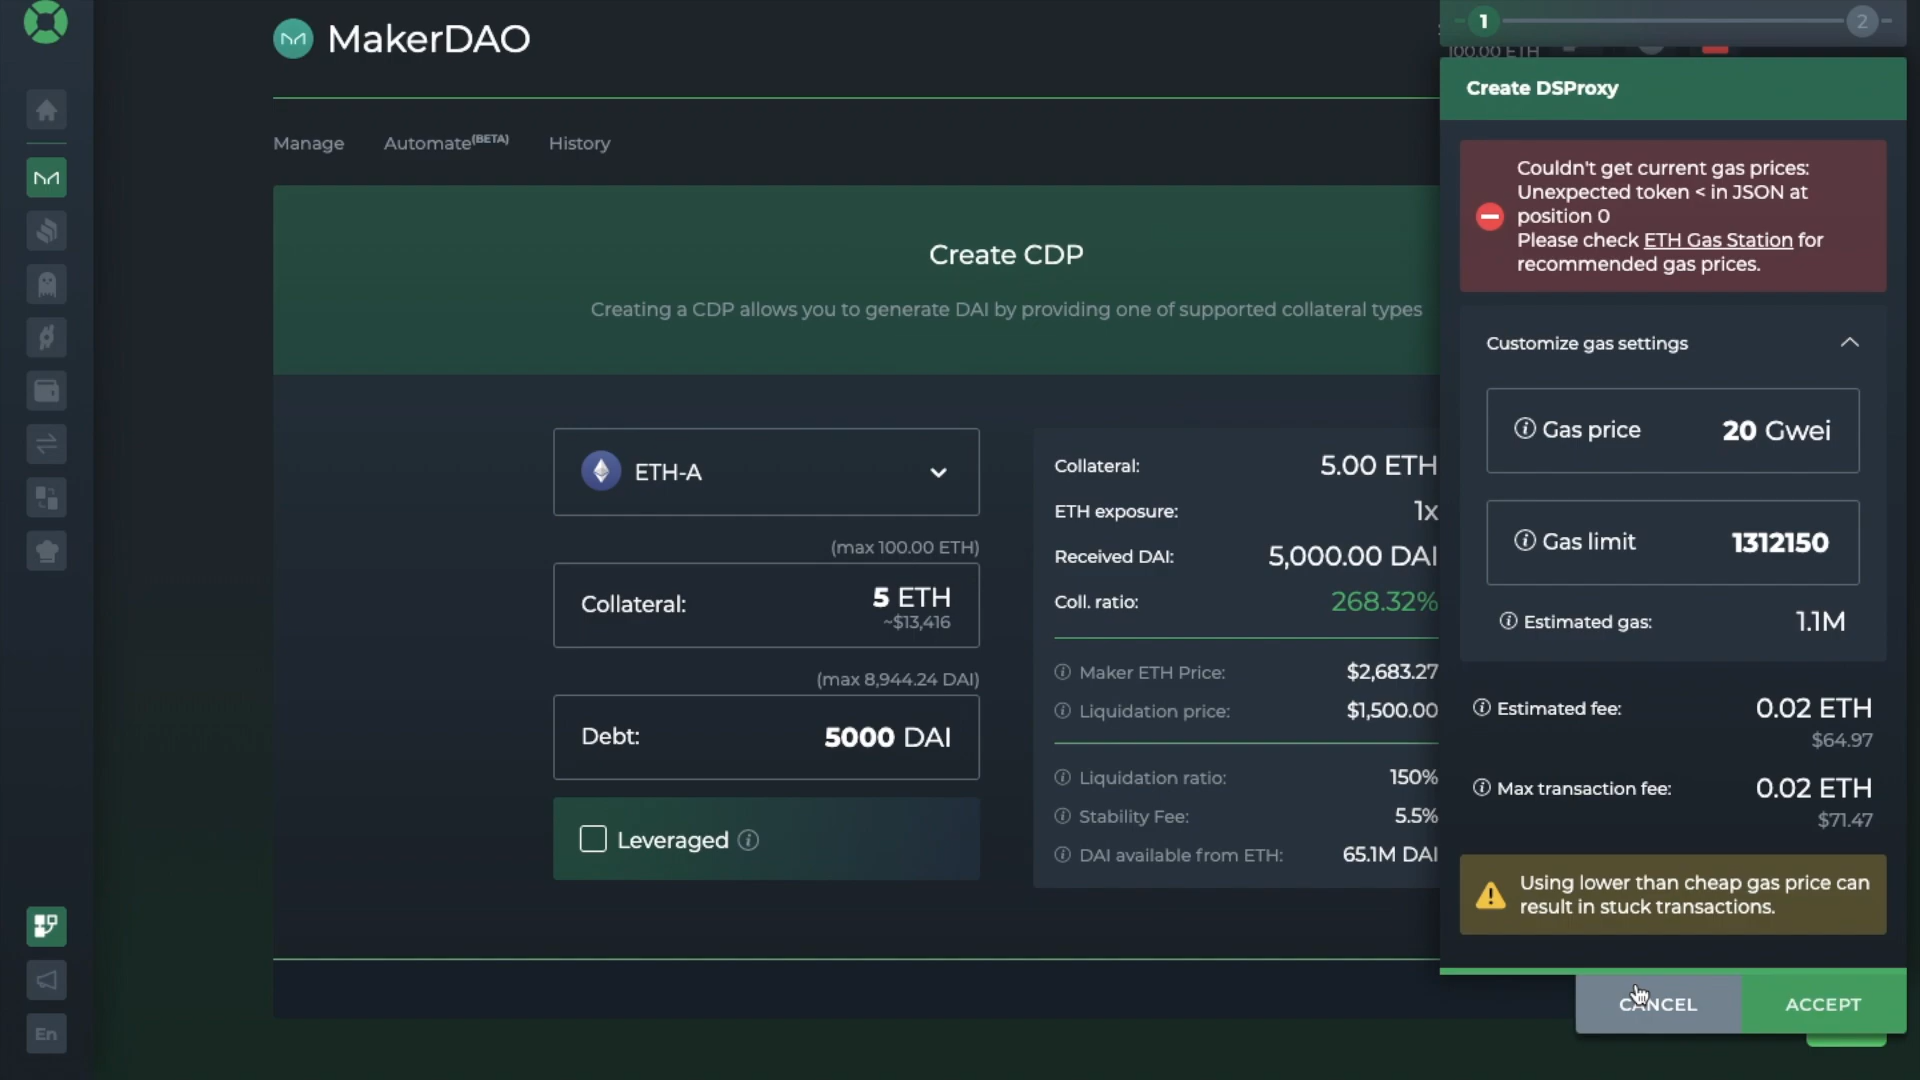 MakerDAO
1
2
100.00 ETH
Manage
Automate(BETA)
History
Create CDP
Creating a CDP allows you to generate DAI by providing one of supported collateral types
ETH-A
(max 100.00 ETH)
Collateral:
5 ETH
~$13,416
(max 8,944.24 DAI)
Debt:
5000 DAI
Leveraged
Collateral:
5.00 ETH
ETH exposure:
1x
Received DAI:
5,000.00 DAI
Coll. ratio:
268.32%
Maker ETH Price:
$2,683.27
Liquidation price:
$1,500.00
Liquidation ratio:
150%
Stability Fee:
5.5%
DAI available from ETH:
65.1M DAI
Create DSProxy
Couldn't get current gas prices:
Unexpected token < in JSON at
position 0
Please check ETH Gas Station for
recommended gas prices.
Customize gas settings
Gas price
20 Gwei
Gas limit
1312150
Estimated gas:
1.1M
Estimated fee:
0.02 ETH
$64.97
Max transaction fee:
0.02 ETH
$71.47
Using lower than cheap gas price can
result in stuck transactions.
CANCEL
ACCEPT
En